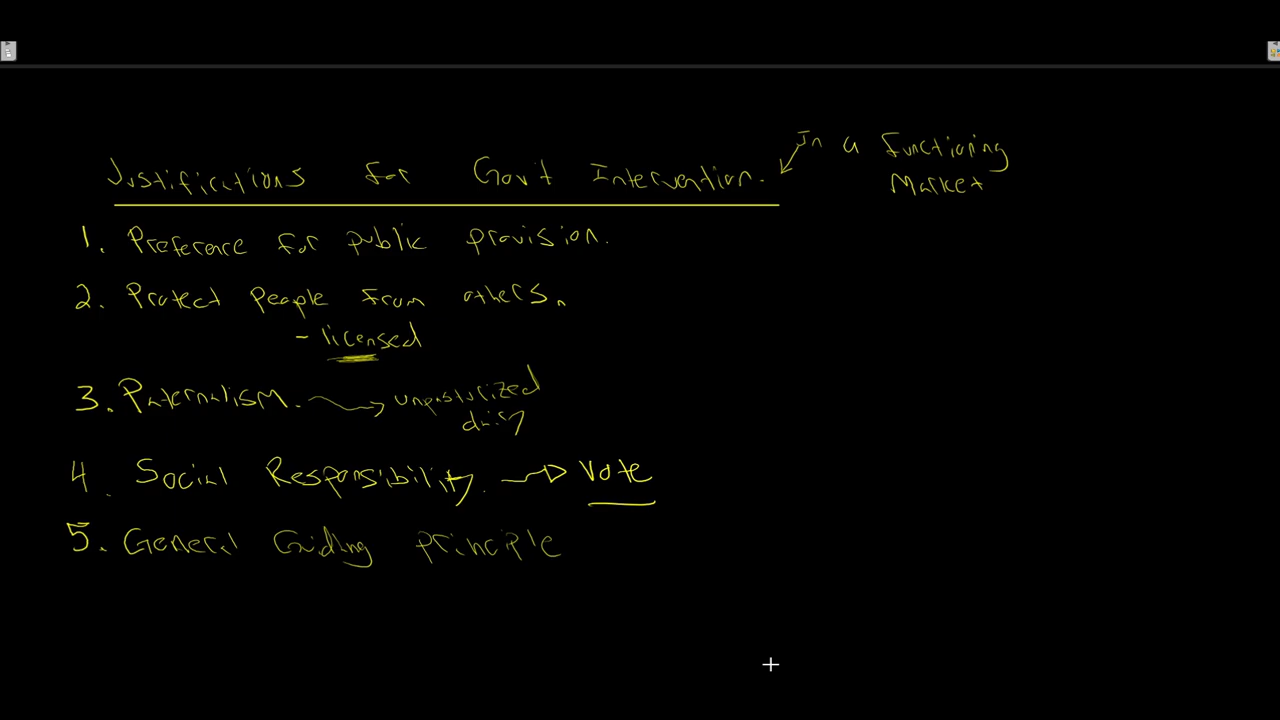 Justifications for Gov't Intervention.
In a functioning
Market
1. Preference for public provision.
2. Protect people from others.
- licensed
3. Paternalism. → unpasturized
dairy
4. Social Responsibility. → Vote
5. General Guiding principle